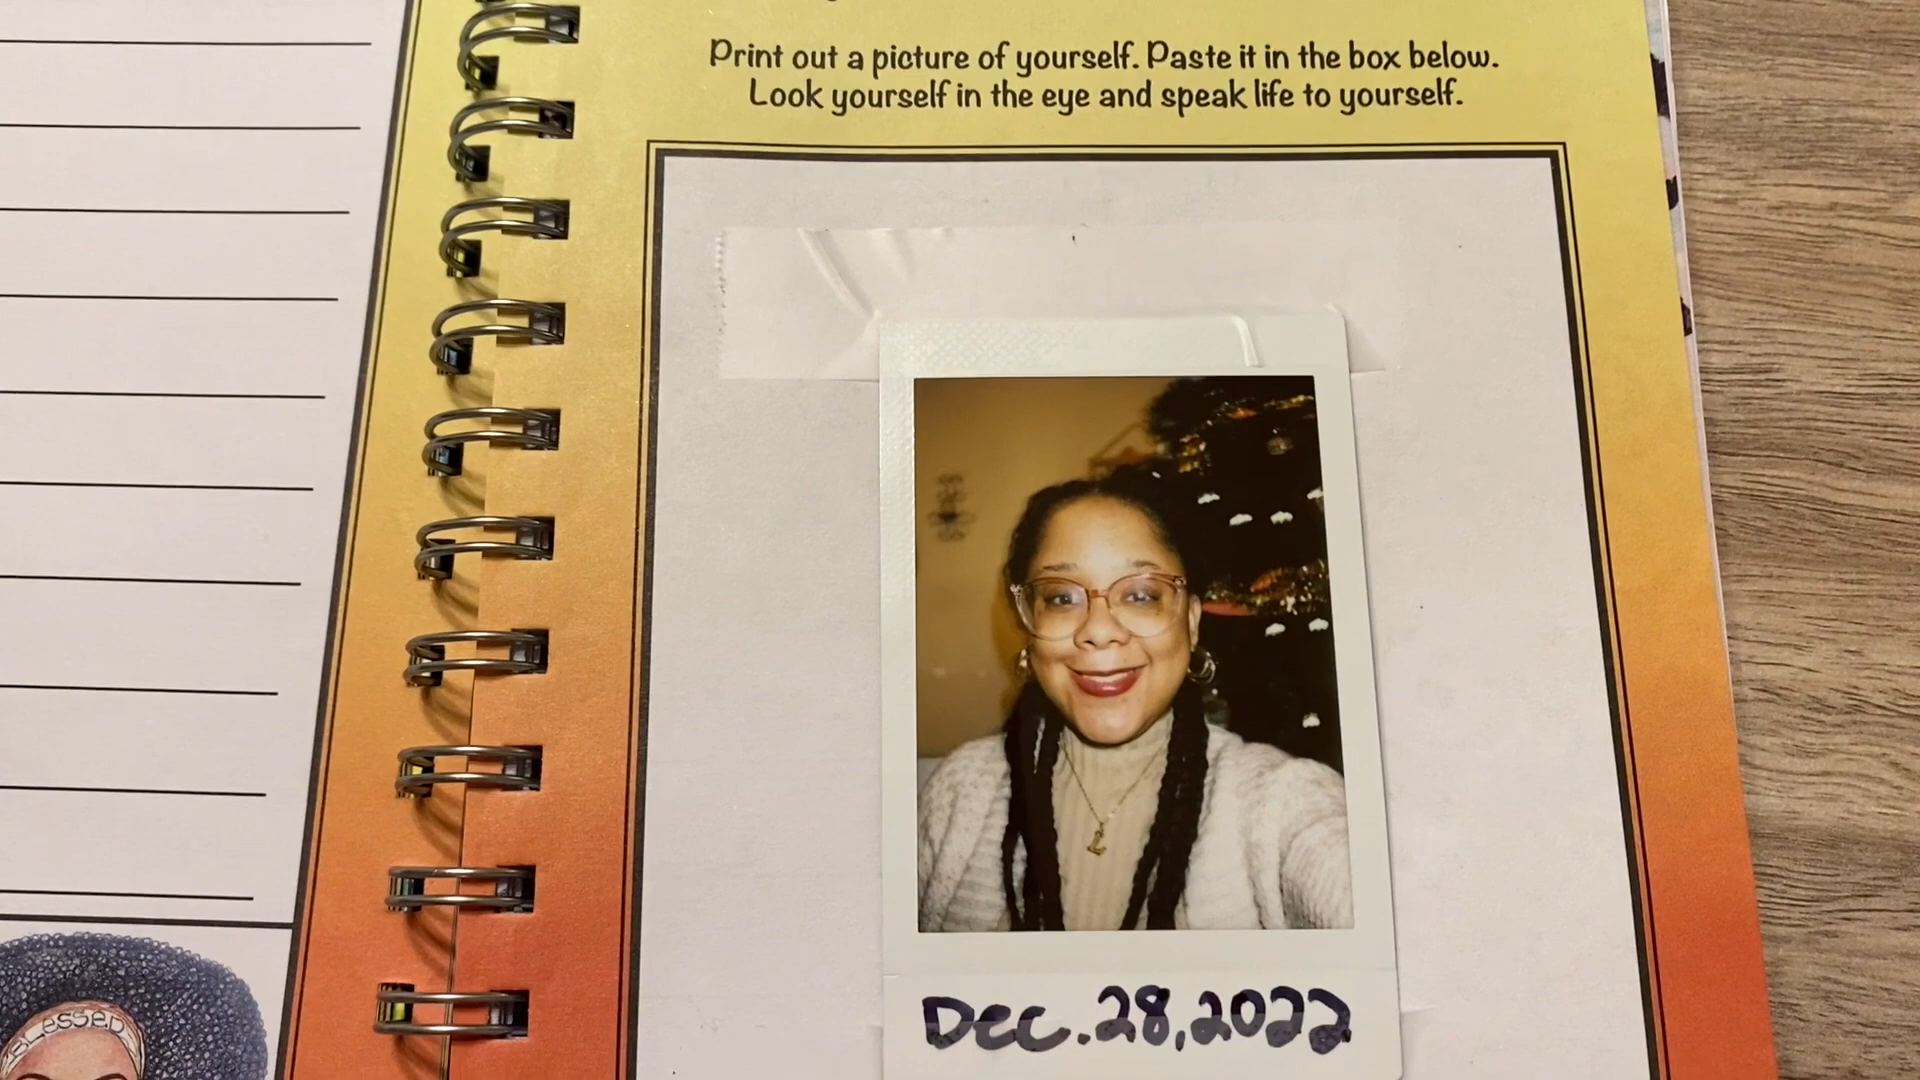 Print out a picture of yourself. Paste it in the box below.
Look yourself in the eye and speak life to yourself.
Dec. 28, 2022
BLESSED